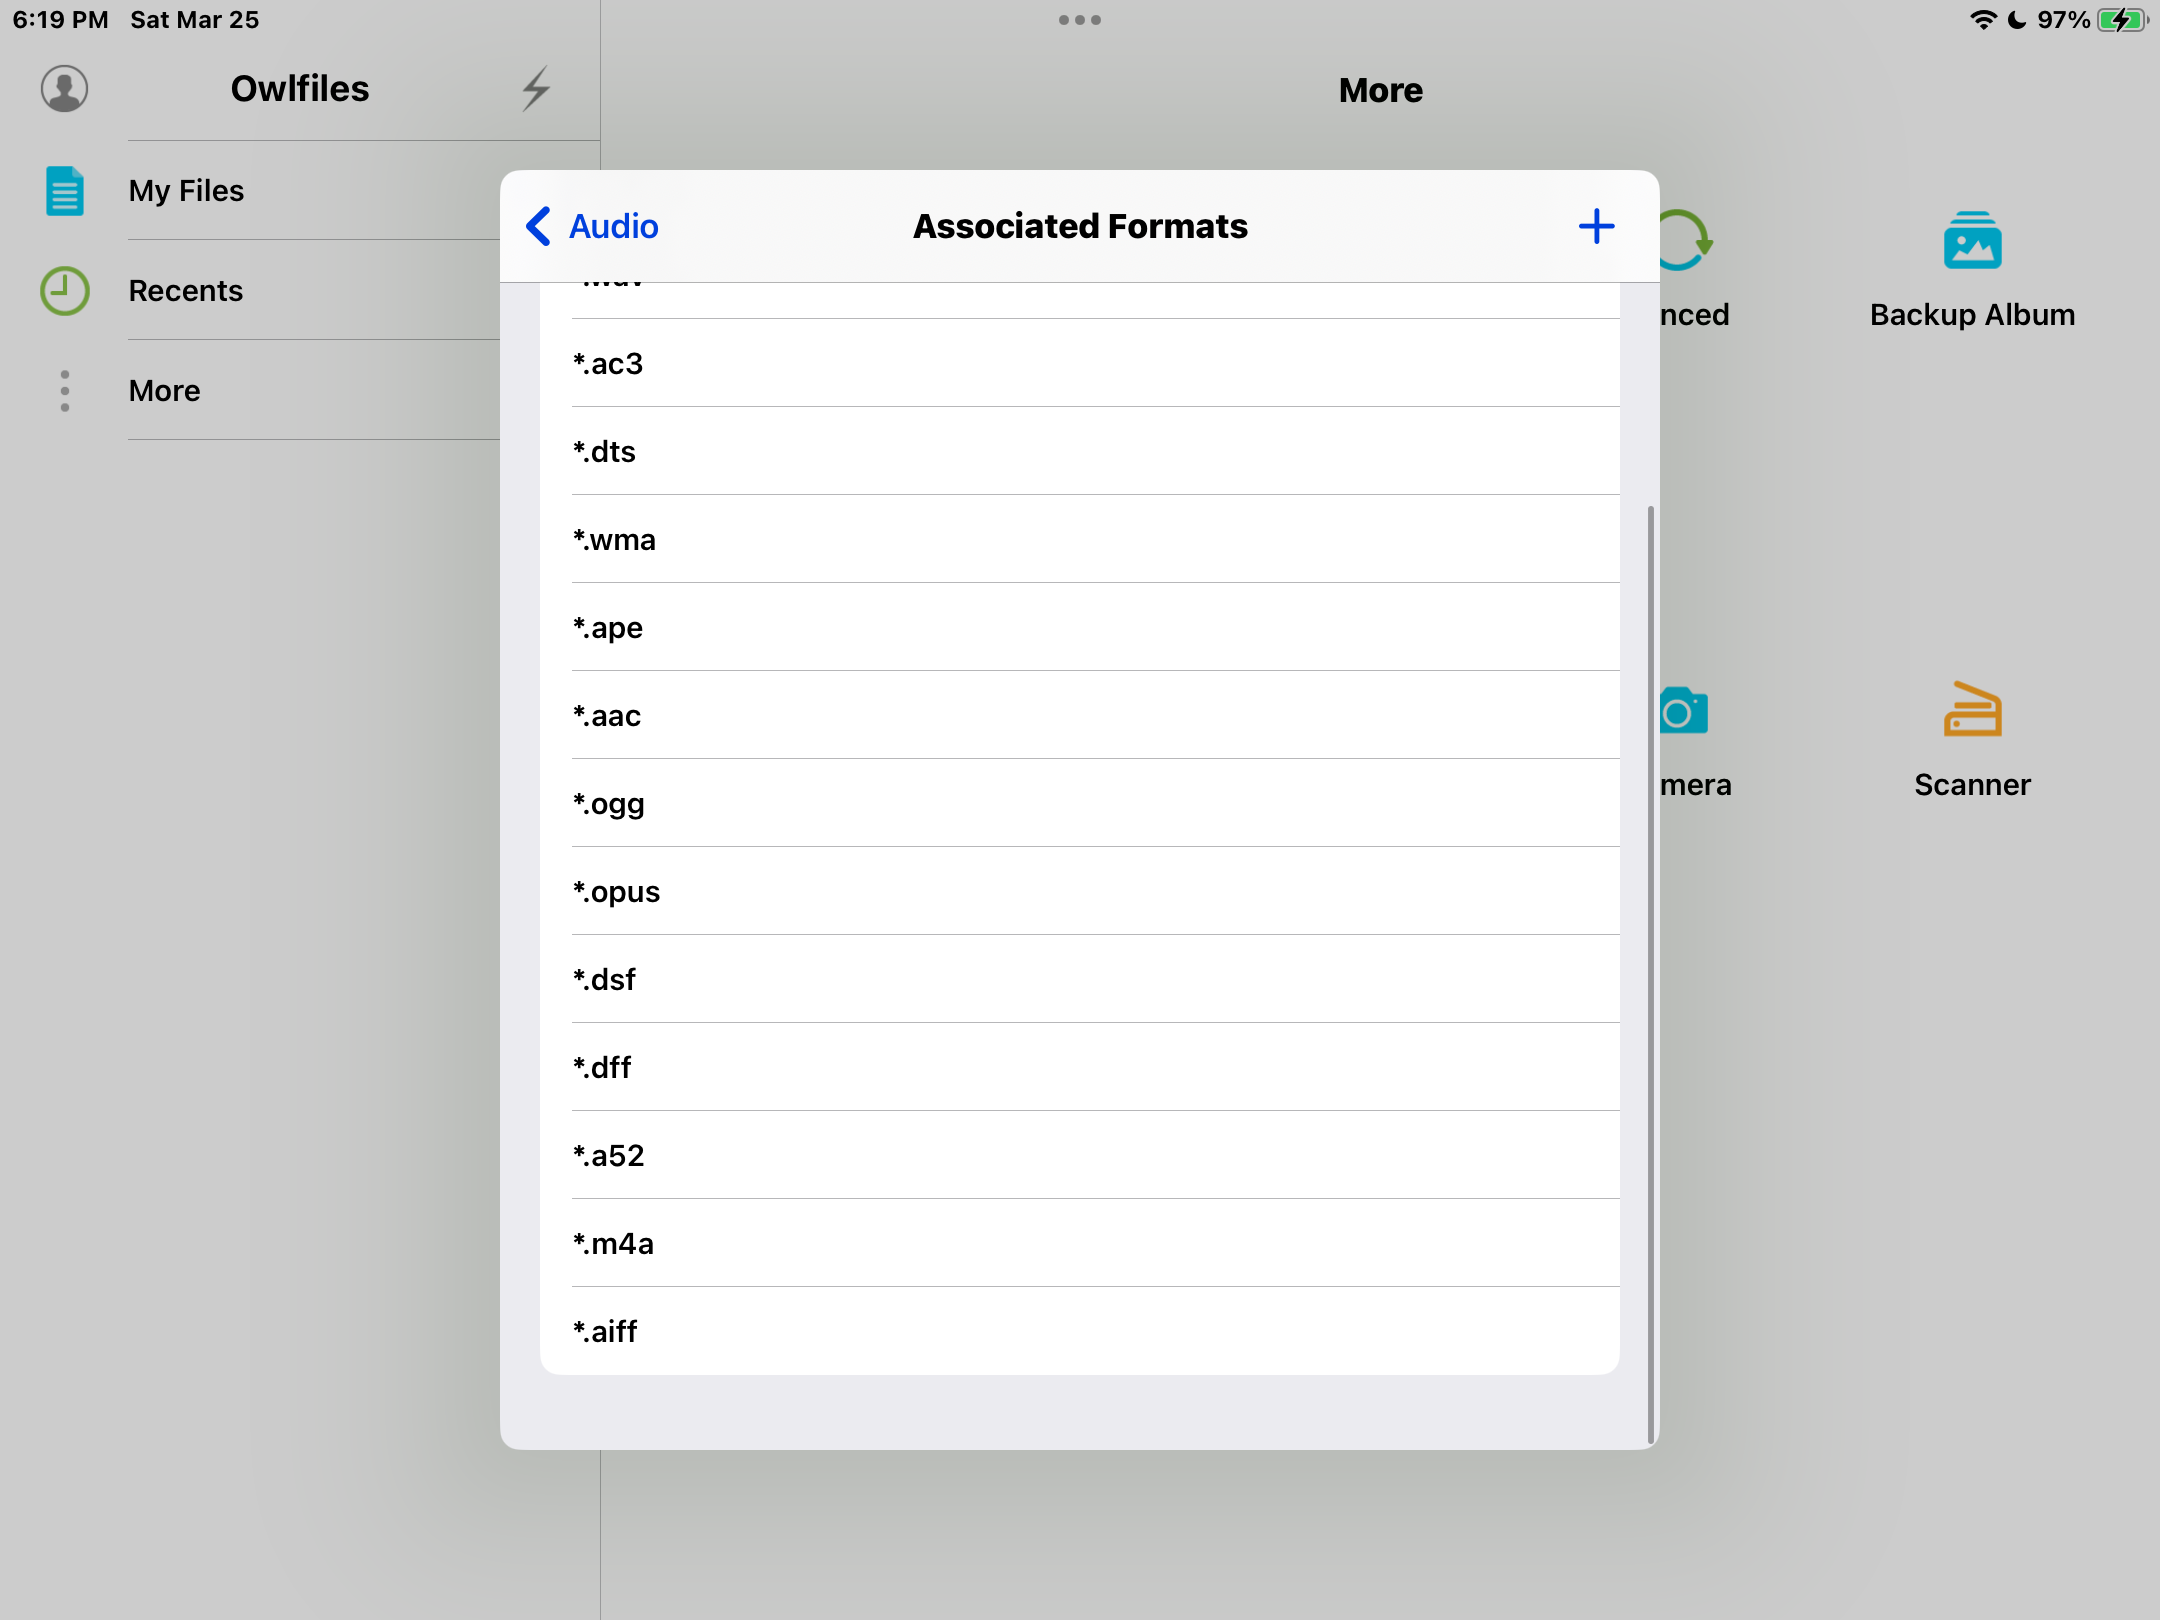 6:19 PM Sat Mar 25
97%
Owlfiles
More
My Files
Recents
More
Audio
Associated Formats
*.ac3
*.dts
*.wma
*.ape
*.aac
*.ogg
*.opus
*.dsf
*.dff
*.a52
*.m4a
*.aiff
nced
Backup Album
mera
Scanner